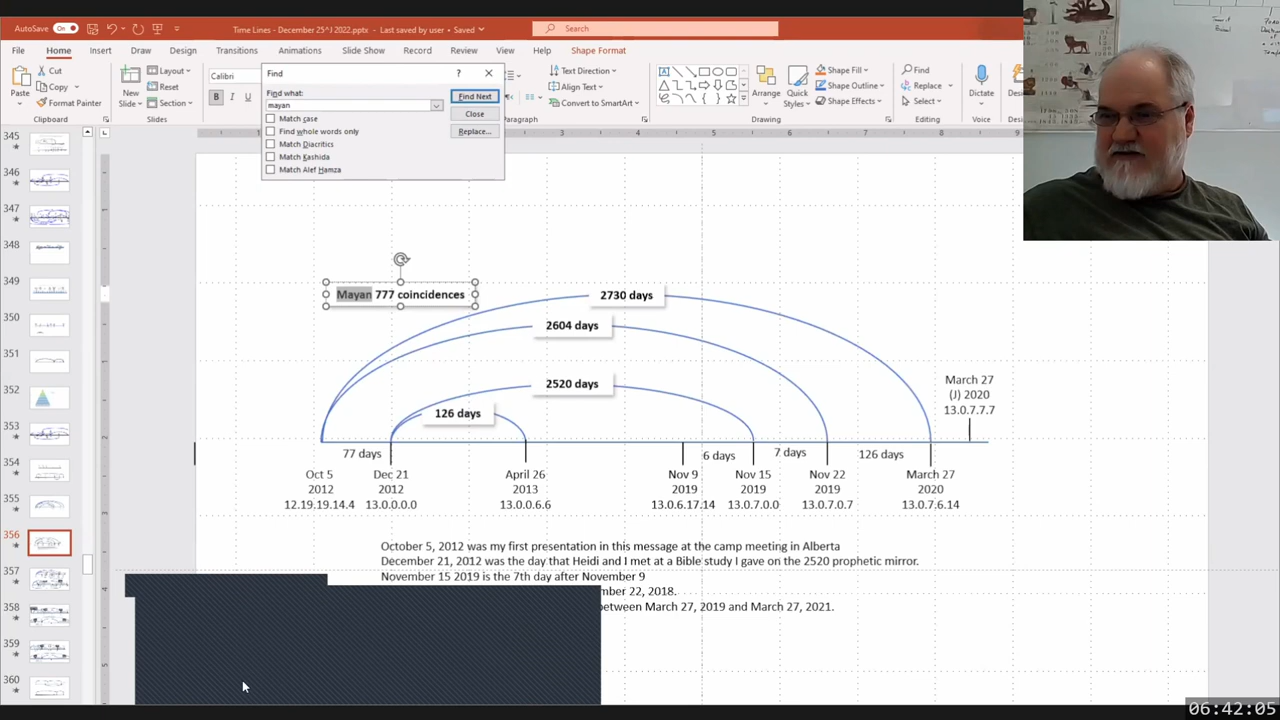 AutoSave On
Time Lines - December 25^J 2022.pptx - Last saved by user • Saved
Search
File Home Insert Draw Design Transitions Animations Slide Show Record Review View Help Shape Format
Paste
Cut
Copy
Format Painter
Clipboard
New Slide
Layout
Reset
Section
Slides
Calibri
B I U
Text Direction
Align Text
Convert to SmartArt
Arrange
Quick Styles
Shape Fill
Shape Outline
Shape Effects
Drawing
Find
Replace
Select
Editing
Dictate
Voice
Find
?
Find what:
mayan
Match case
Find whole words only
Match Diacritics
Match Kashida
Match Alef Hamza
Find Next
Close
Replace...
3 4 5 6 7 8 9
345
346
347
348
349
350
351
352
353
354
355
356
357
358
359
360
Mayan 777 coincidences
2730 days
2604 days
2520 days
126 days
March 27
(J) 2020
13.0.7.7.7
77 days
6 days
7 days
126 days
Oct 5
2012
12.19.19.14.4
Dec 21
2012
13.0.0.0.0
April 26
2013
13.0.0.6.6
Nov 9
2019
13.0.6.17.14
Nov 15
2019
13.0.7.0.0
Nov 22
2019
13.0.7.0.7
March 27
2020
13.0.7.6.14
October 5, 2012 was my first presentation in this message at the camp meeting in Alberta
December 21, 2012 was the day that Heidi and I met at a Bible study I gave on the 2520 prophetic mirror.
November 15 2019 is the 7th day after November 9
22, 2018.
between March 27, 2019 and March 27, 2021.
06:42:05